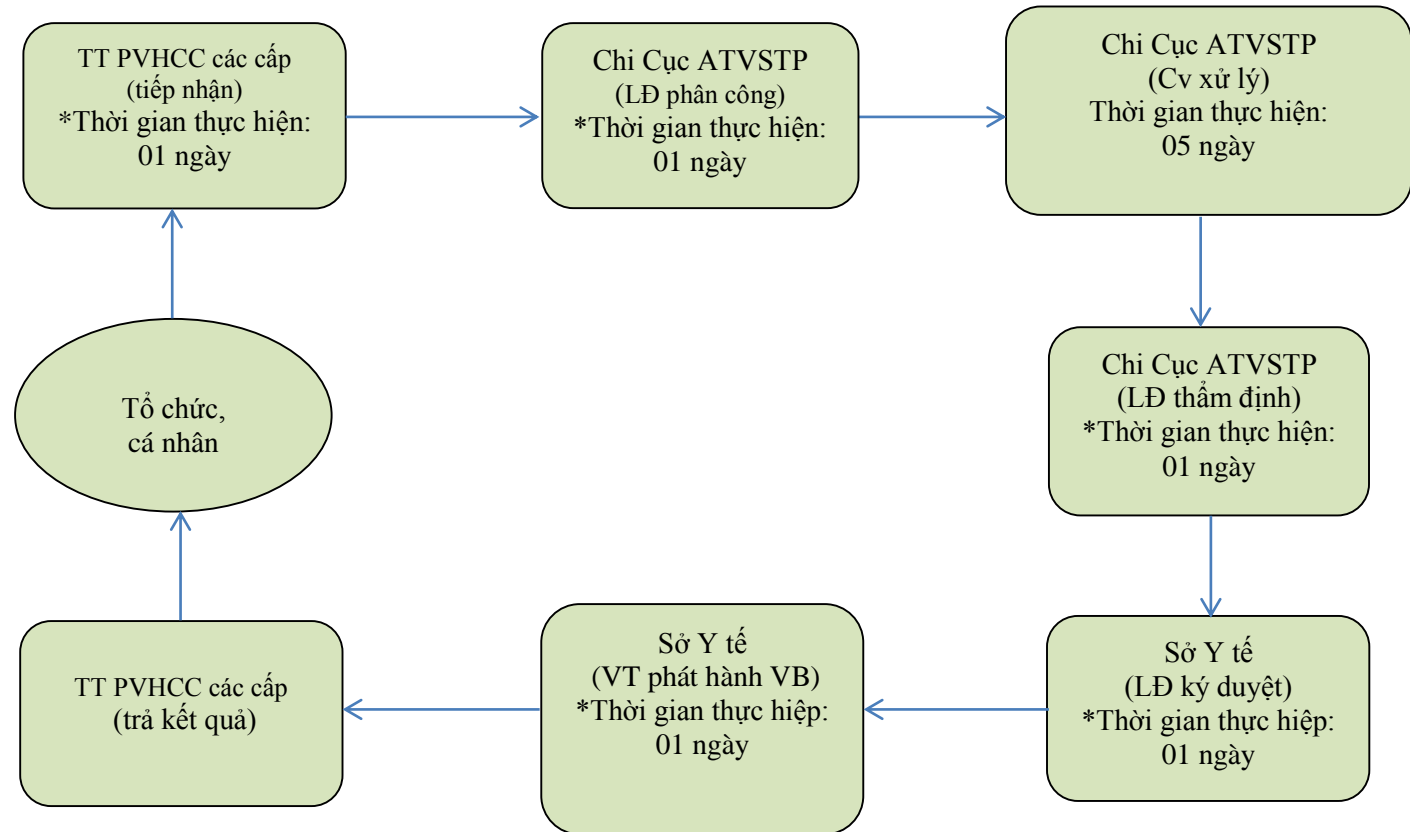 TT PVHCC các cấp
(tiếp nhận)
*Thời gian thực hiện:
01 ngày
Chi Cục ATVSTP
(LĐ phân công)
*Thời gian thực hiện:
01 ngày
Chi Cục ATVSTP
(Cv xử lý)
Thời gian thực hiện:
05 ngày
Chi Cục ATVSTP
(LĐ thẩm định)
*Thời gian thực hiện:
01 ngày
Sở Y tế
(LĐ ký duyệt)
*Thời gian thực hiệp:
01 ngày
Sở Y tế
(VT phát hành VB)
*Thời gian thực hiệp:
01 ngày
TT PVHCC các cấp
(trả kết quả)
Tổ chức,
cá nhân